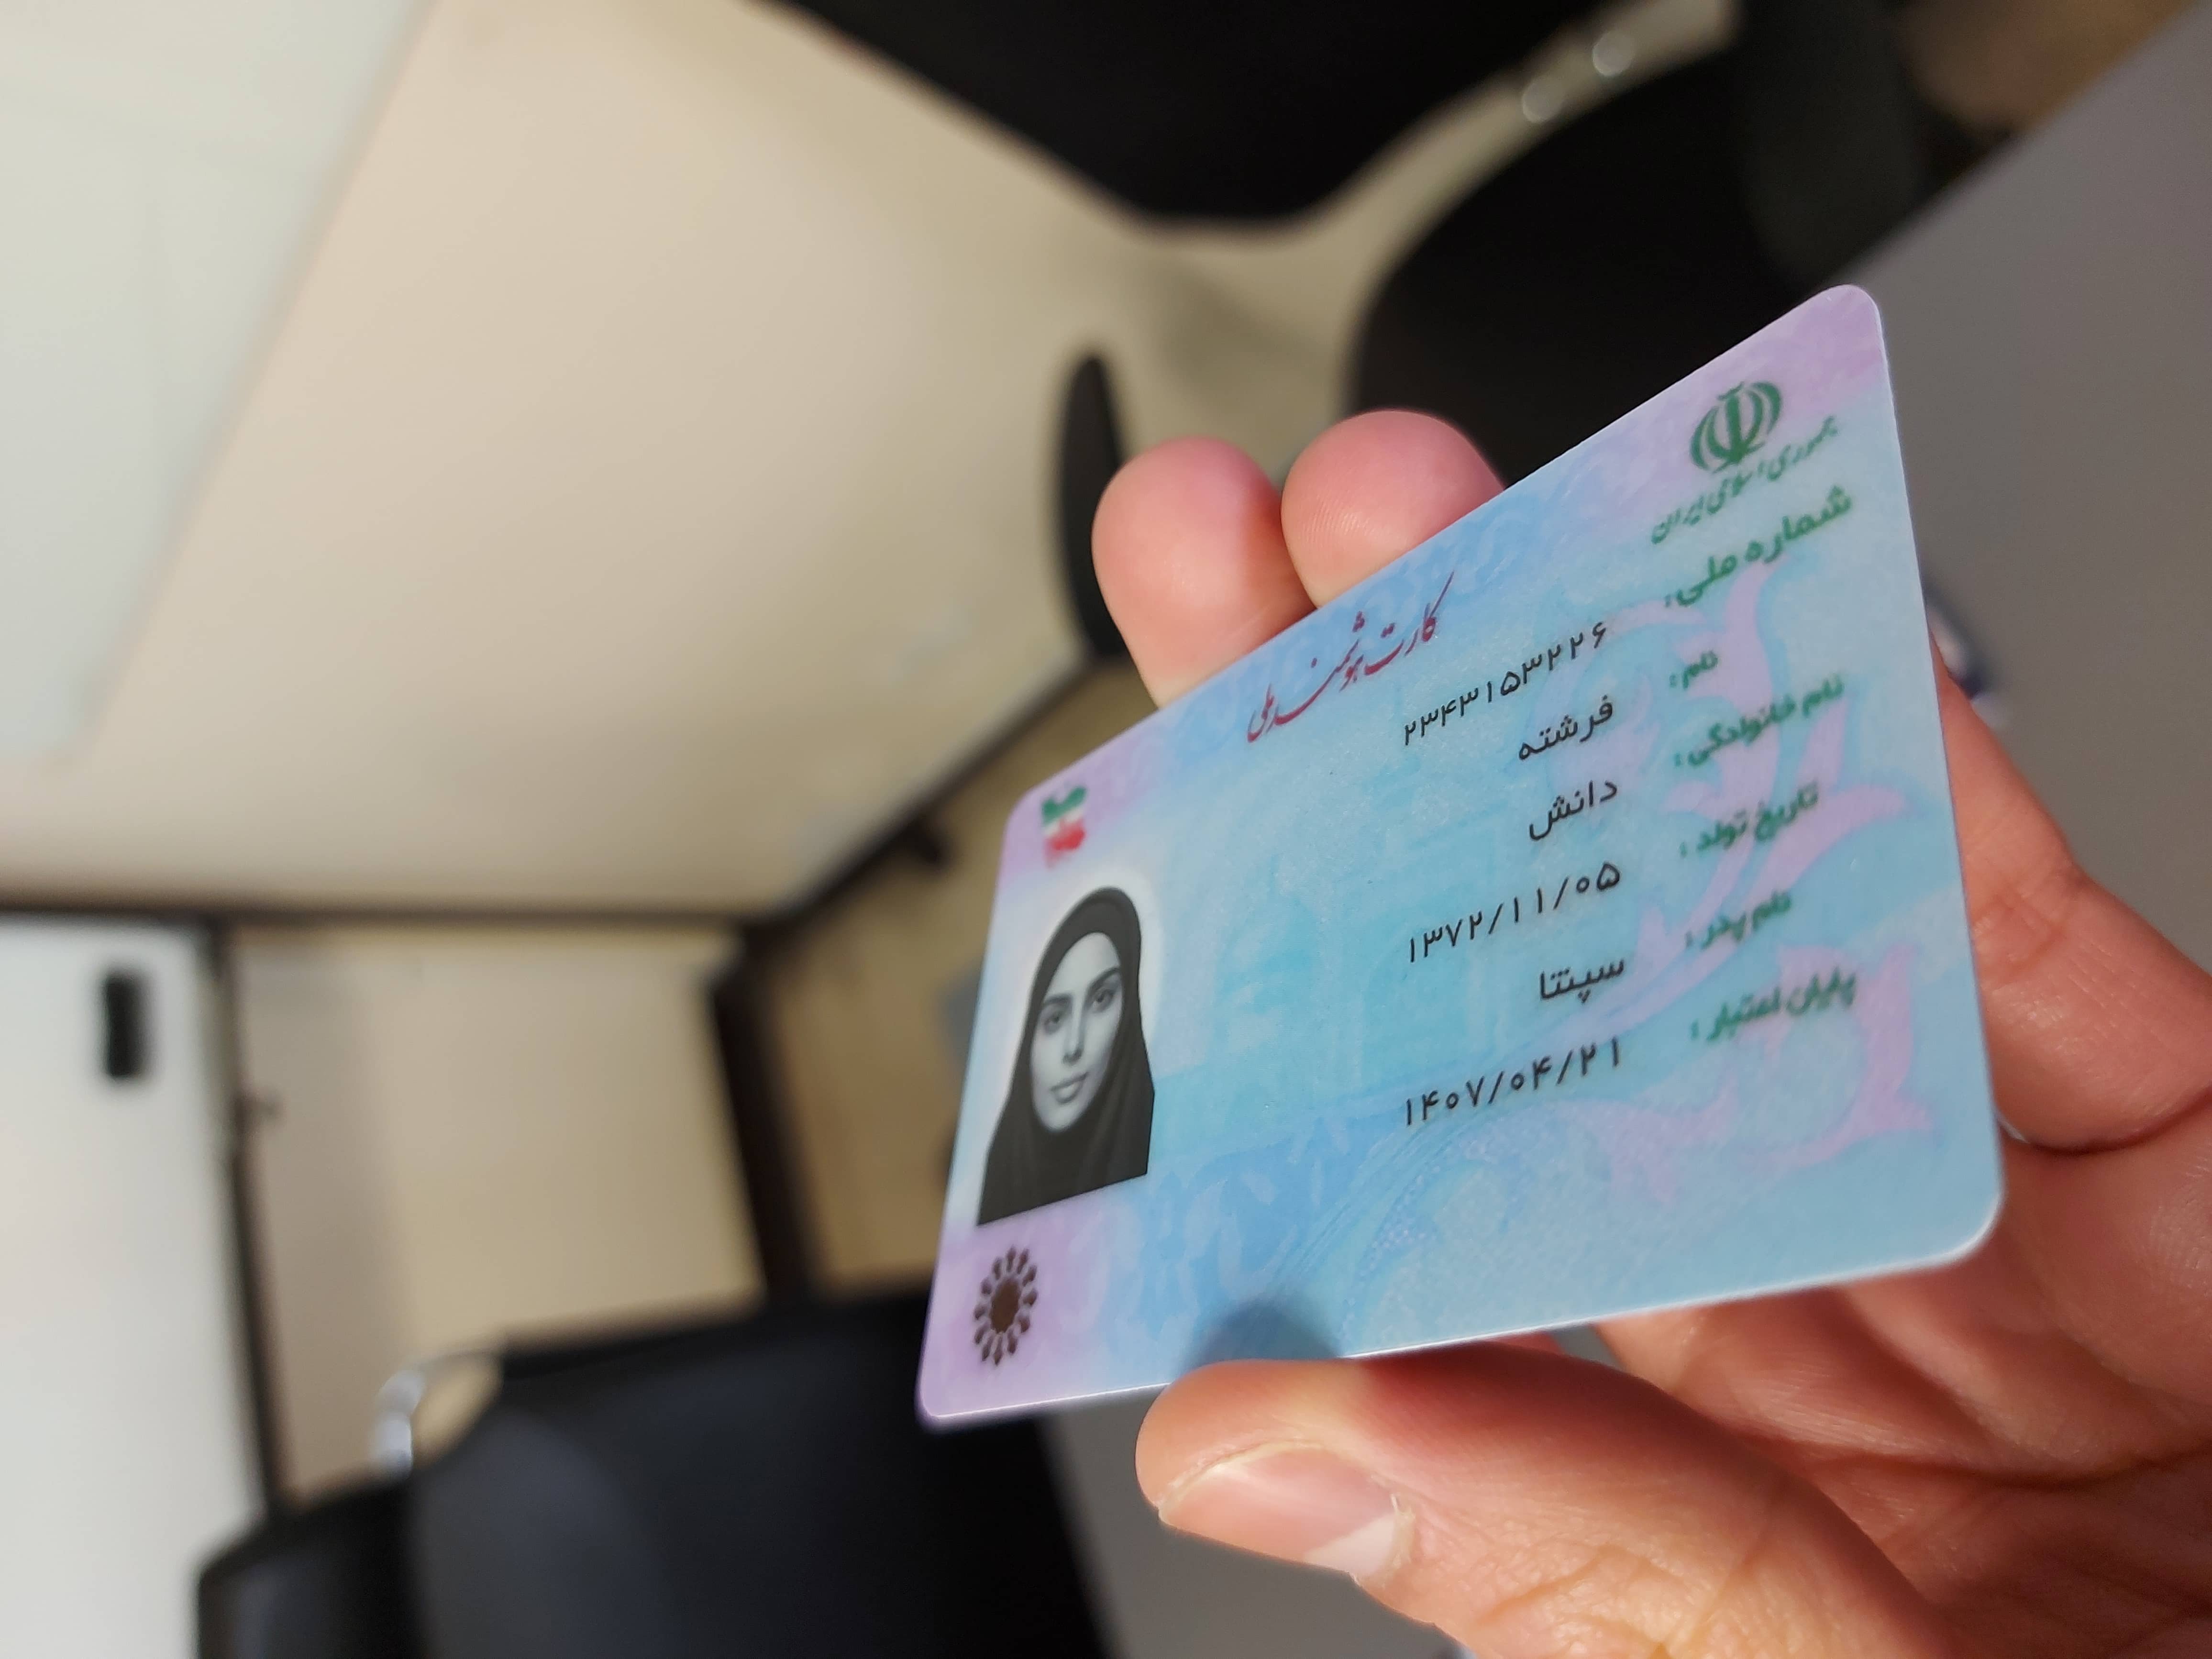 جمهوری اسلامی ایران
کارت هوشمند ملی
شماره ملی: ۲۳۴۳۱۵۳۲۲۶
نام: فرشته
نام خانوادگی: دانش
تاریخ تولد: ۱۳۷۲/۱۱/۰۵
نام پدر: سپنتا
پایان اعتبار: ۱۴۰۷/۰۴/۲۱